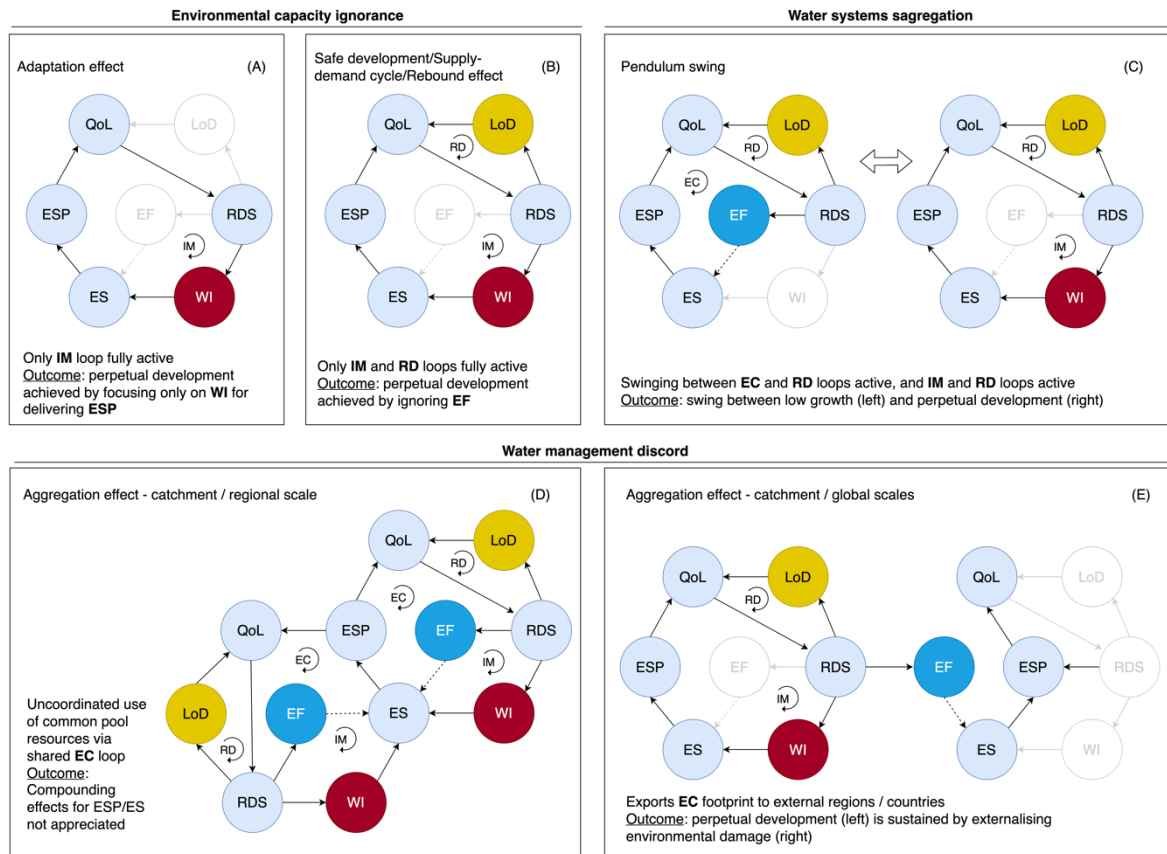 Environmental capacity ignorance
Water systems sagregation
Adaptation effect
(A)
QoL
LoD
ESP
EF
RDS
IM
ES
WI
Only IM loop fully active
Outcome: perpetual development
achieved by focusing only on WI for
delivering ESP
Safe development/Supply-
demand cycle/Rebound effect
(B)
QoL
LoD
RD
ESP
EF
RDS
IM
ES
WI
Only IM and RD loops fully active
Outcome: perpetual development
achieved by ignoring EF
Pendulum swing
(C)
QoL
LoD
RD
EC
ESP
EF
RDS
ES
WI
QoL
LoD
RD
ESP
EF
RDS
IM
ES
WI
Swinging between EC and RD loops active, and IM and RD loops active
Outcome: swing between low growth (left) and perpetual development (right)
Water management discord
Aggregation effect - catchment / regional scale
(D)
QoL
LoD
RD
EC
QoL
ESP
EF
RDS
EC
IM
LoD
EF
ES
WI
RD
IM
RDS
WI
Uncoordinated use
of common pool
resources via
shared EC loop
Outcome:
Compounding
effects for ESP/ES
not appreciated
Aggregation effect - catchment / global scales
(E)
QoL
LoD
RD
ESP
EF
RDS
IM
ES
WI
EF
QoL
LoD
ESP
RDS
ES
WI
Exports EC footprint to external regions / countries
Outcome: perpetual development (left) is sustained by externalising
environmental damage (right)